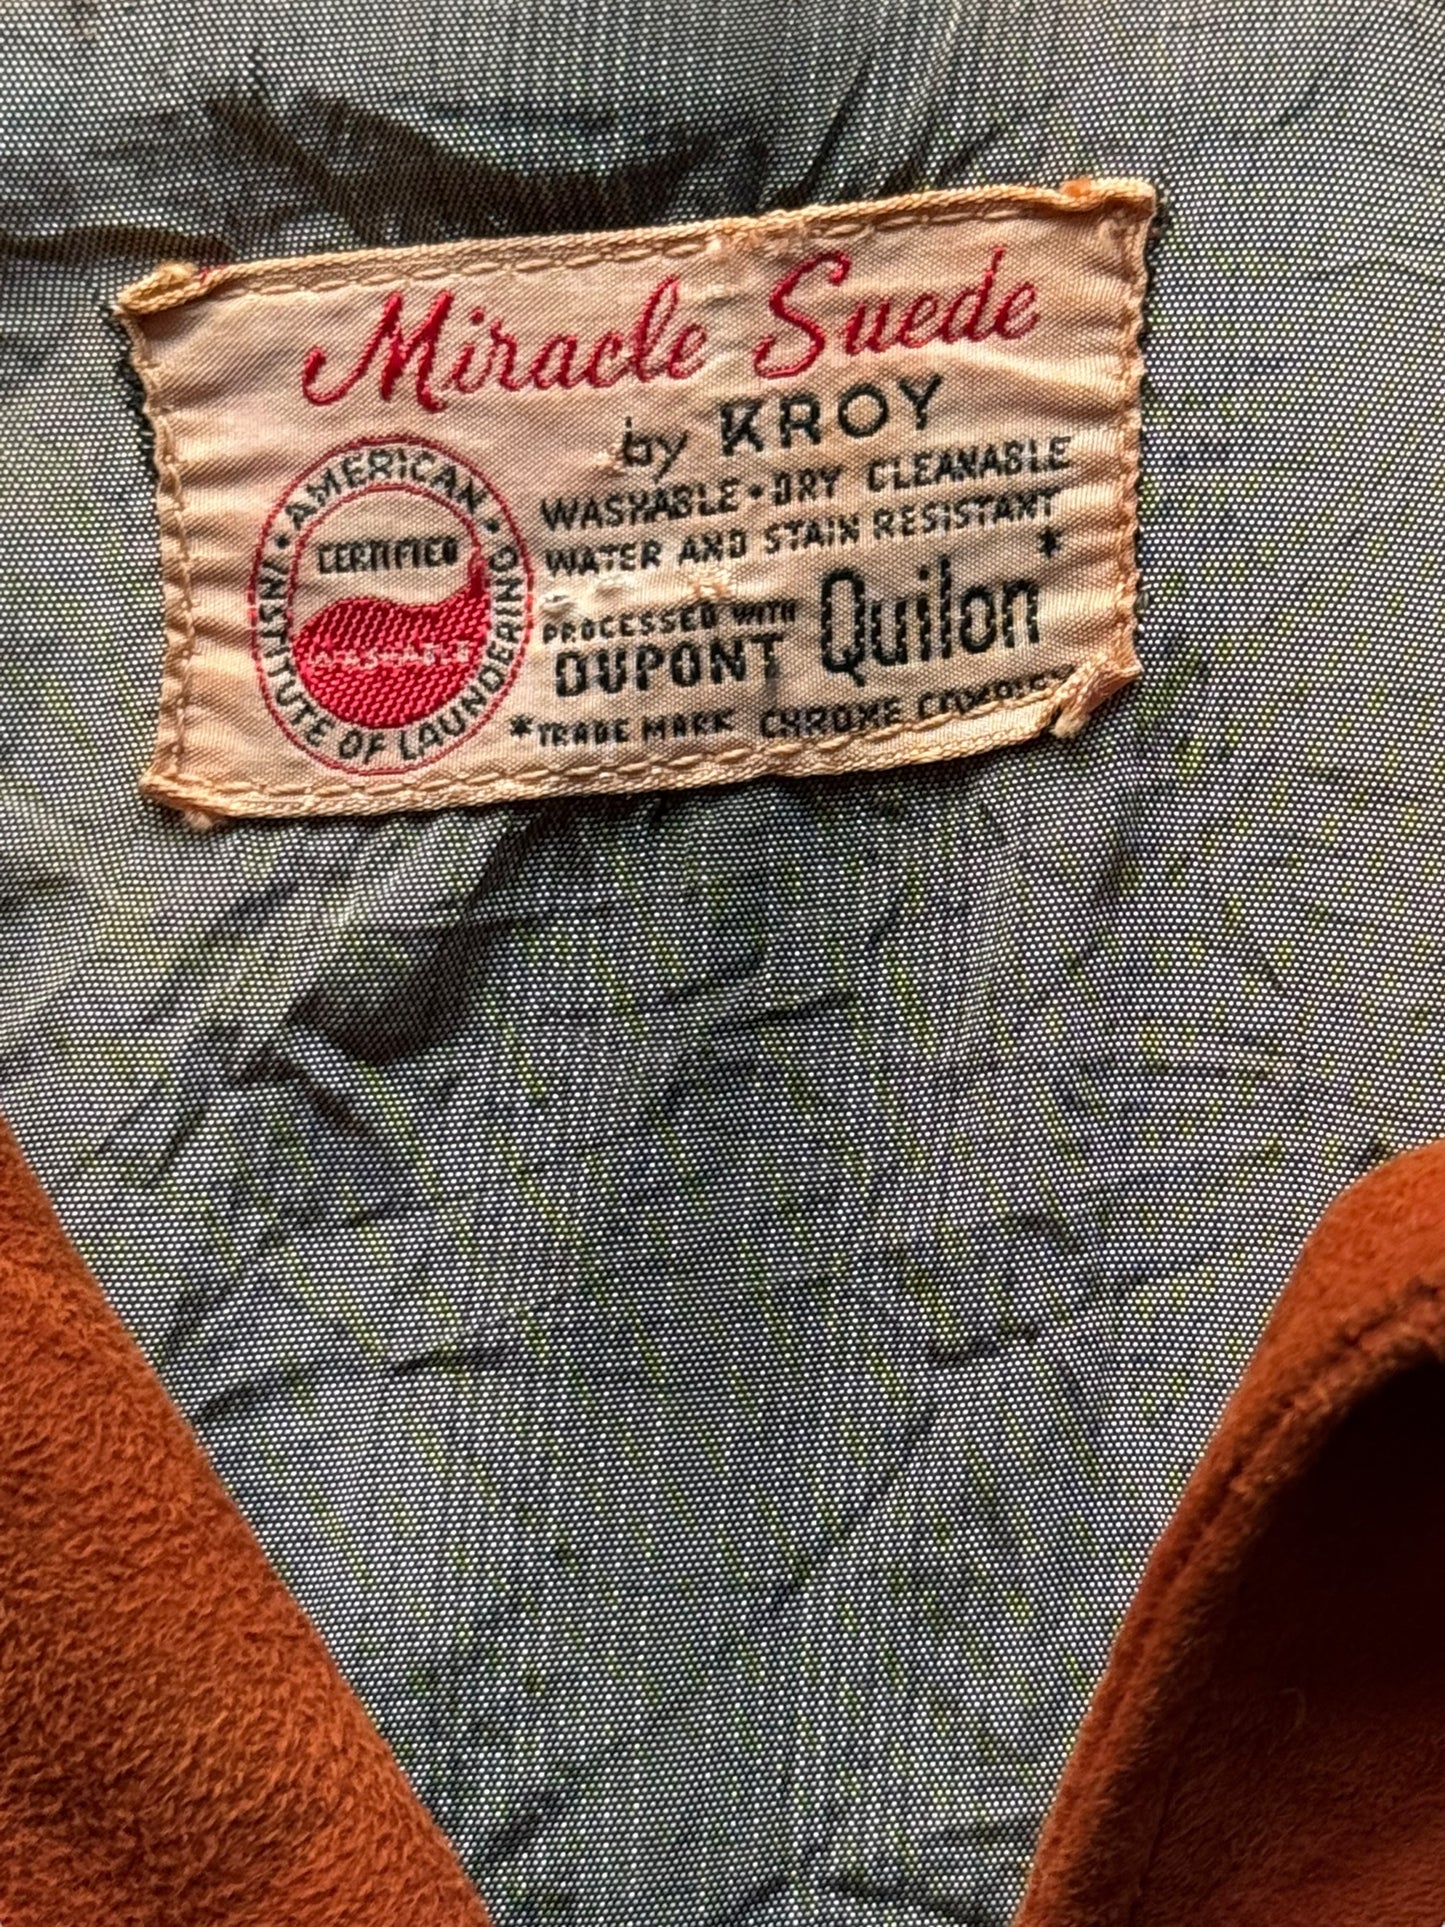 Miracle Suede
by KROY
WASHABLE • DRY CLEANABLE
WATER AND STAIN RESISTANT
PROCESSED WITH
DUPONT Quilon*
*TRADE MARK CHROME COMPLEX
• AMERICAN • INSTITUTE OF LAUNDERING
CERTIFIED
WASHABLE